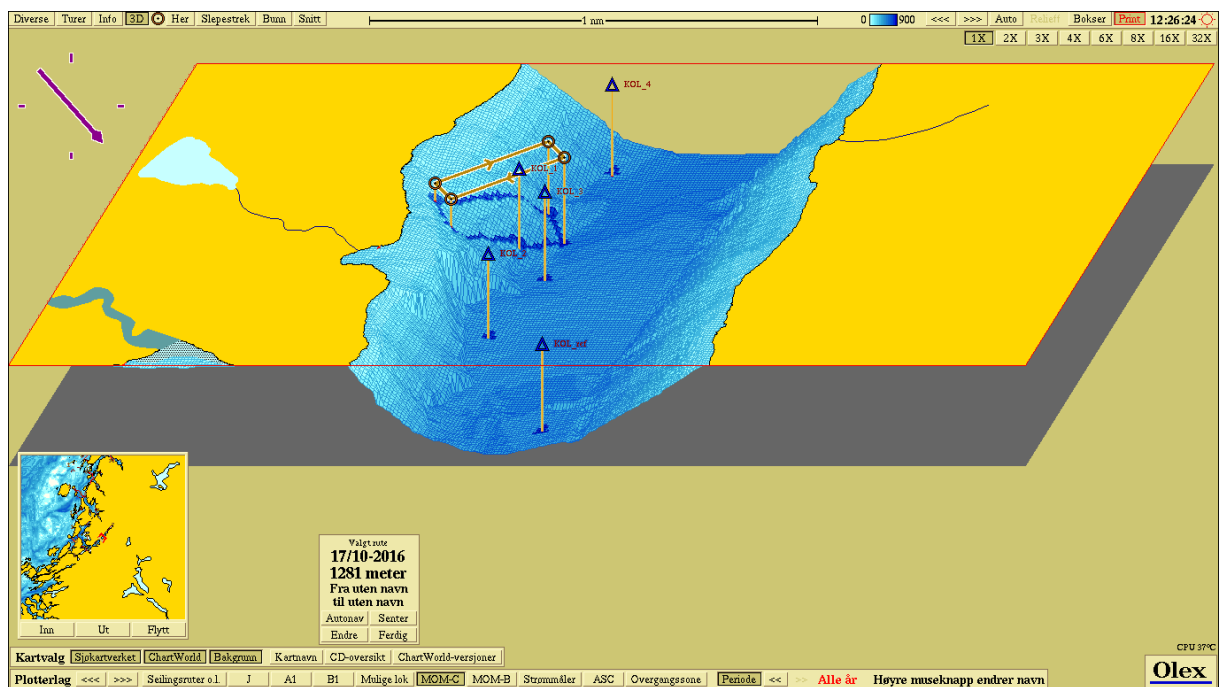 Diverse Turer Info 3D Her Slepestrek Bunn Snitt 1 nm 0 900 <<< >>> Auto Relieff Bokser Print 12:26:24
1X 2X 3X 4X 6X 8X 16X 32X
KOL_4
KOL_1
KOL_3
KOL_2
KOL_ref
Valgt rute
17/10-2016
1281 meter
Fra uten navn
til uten navn
Autonav Senter
Endre Ferdig
Inn Ut Flytt
CPU 37°C
Kartvalg Sjøkartverket ChartWorld Bakgrunn Kartnavn CD-oversikt ChartWorld-versjoner
Olex
Plotterlag <<< >>> Seilingsruter o.l. J A1 B1 Mulige lok MOM-C MOM-B Strømmåler ASC Overgangssone Periode << >> Alle år Høyre museknapp endrer navn